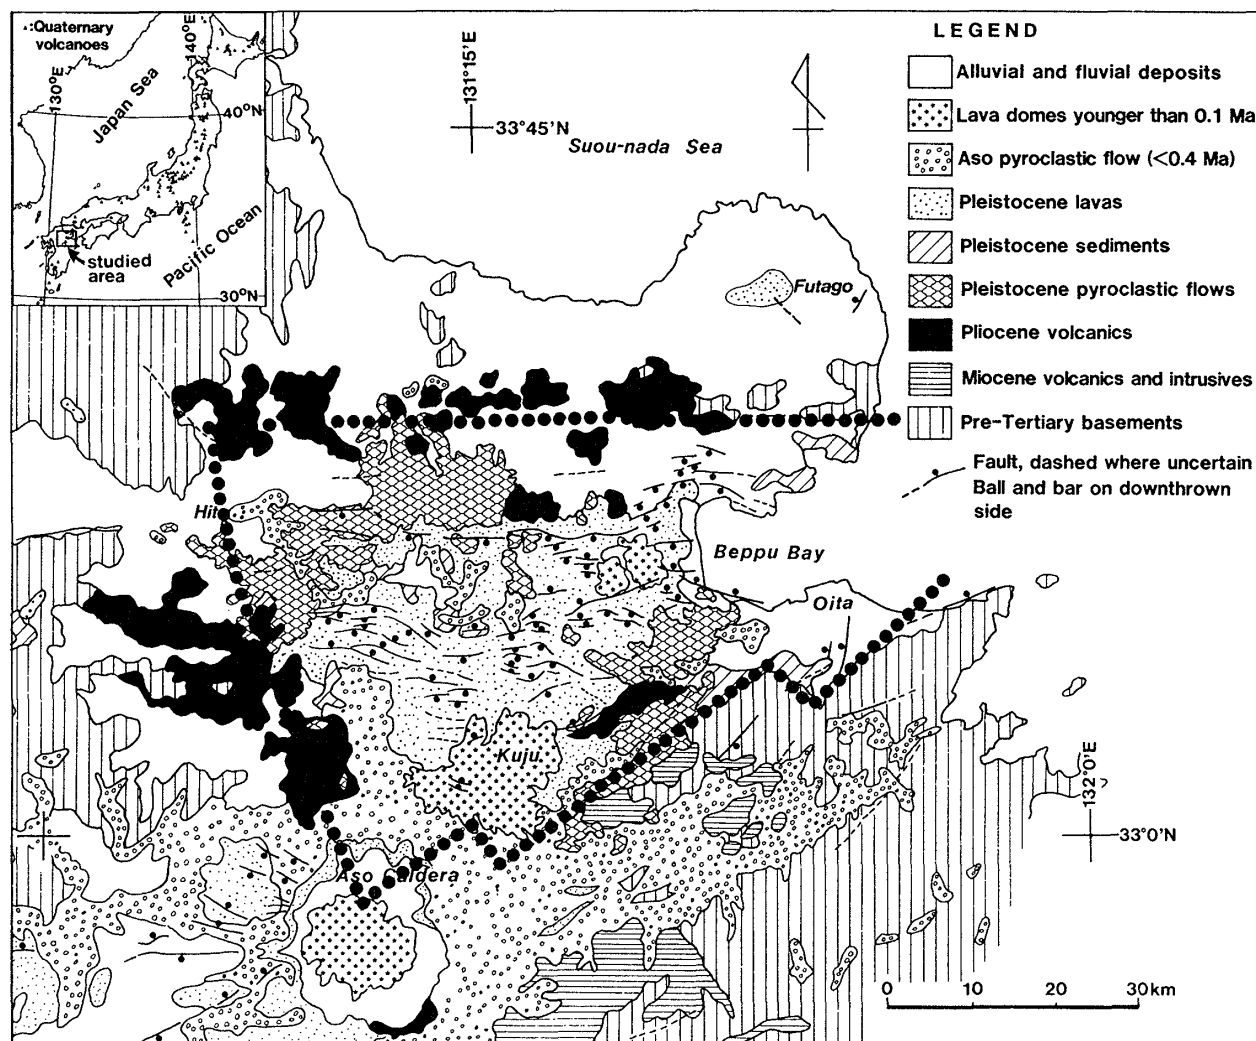 .:Quaternary
volcanoes
130°E
140°E
Japan Sea
40°N
Pacific Ocean
studied
area
30°N
131°15'E
33°45'N
Suou-nada Sea
Futago
Hit
Beppu Bay
Oita
Kuju
Aso Caldera
132°0'E
33°0'N
0 10 20 30km
LEGEND
Alluvial and fluvial deposits
Lava domes younger than 0.1 Ma
Aso pyroclastic flow (<0.4 Ma)
Pleistocene lavas
Pleistocene sediments
Pleistocene pyroclastic flows
Pliocene volcanics
Miocene volcanics and intrusives
Pre-Tertiary basements
Fault, dashed where uncertain
Ball and bar on downthrown
side